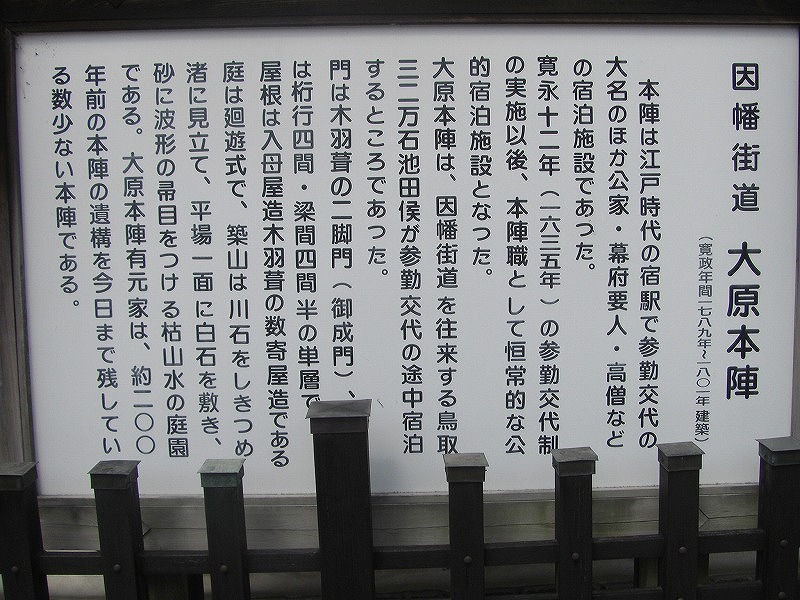 因幡街道 大原本陣
（寛政年間一七八九年～一八〇一年 建築）
本陣は江戸時代の宿駅で参勤交代の
大名のほか公家・幕府要人・高僧など
の宿泊施設であつた。
寛永十二年（一六三五年）の参勤交代制
の実施以後、本陣職として恒常的な公
的宿泊施設となつた。
大原本陣は、因幡街道を往来する鳥取
三二万石池田侯が参勤交代の途中宿泊
するところであつた。
門は木羽葺の二脚門（御成門）、
は桁行四間・梁間四間半の単層で
屋根は入母屋造木羽葺の数寄屋造である
庭は廻遊式で、築山は川石をしきつめ
渚に見立て、平場一面に白石を敷き、
砂に波形の帚目をつける枯山水の庭園
である。大原本陣有元家は、約二〇〇
年前の本陣の遺構を今日まで残してい
る数少ない本陣である。